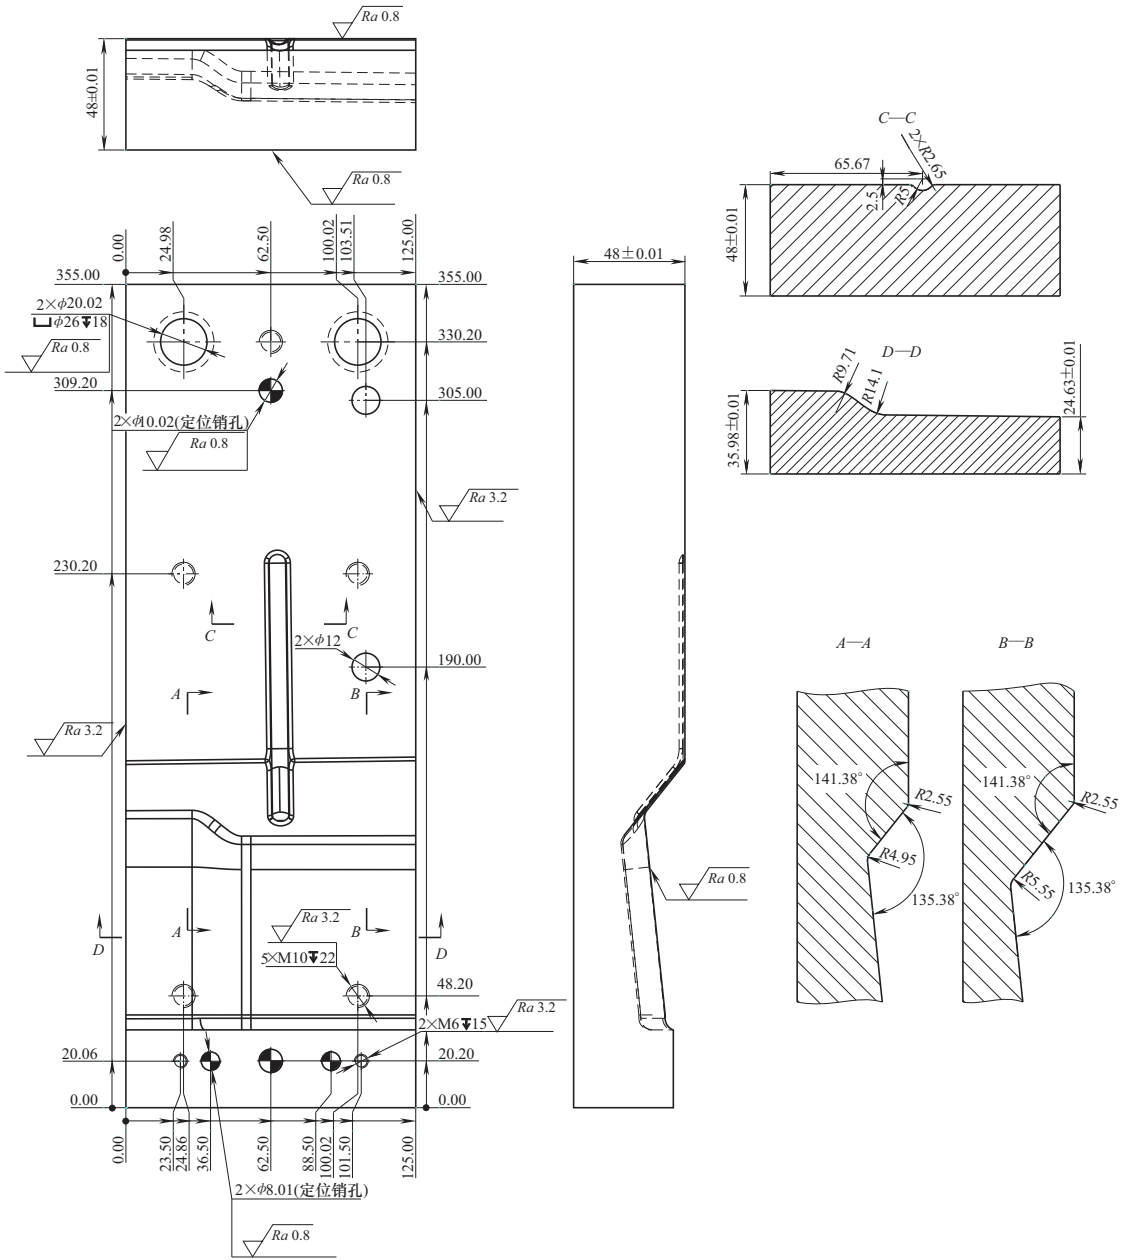 Ra 0.8
48±0.01
Ra 0.8
0.00
24.98
62.50
100.02
103.51
125.00
355.00
355.00
2×ϕ20.02
⌴ϕ26↧18
Ra 0.8
330.20
309.20
305.00
2×ϕ10.02(定位销孔)
Ra 0.8
Ra 3.2
230.20
C
C
2×ϕ12
190.00
A
B
Ra 3.2
Ra 3.2
A
B
D
D
5×M10↧22
48.20
Ra 3.2
2×M6↧15
20.06
20.20
0.00
0.00
0.00
23.50
24.86
36.50
62.50
88.50
100.02
101.50
125.00
2×ϕ8.01(定位销孔)
Ra 0.8
48±0.01
Ra 0.8
C—C
2×R2.65
65.67
2.5
R5
48±0.01
D—D
R9.71
R14.1
35.98±0.01
24.63±0.01
A—A
141.38°
R2.55
R4.95
135.38°
B—B
141.38°
R2.55
R5.55
135.38°